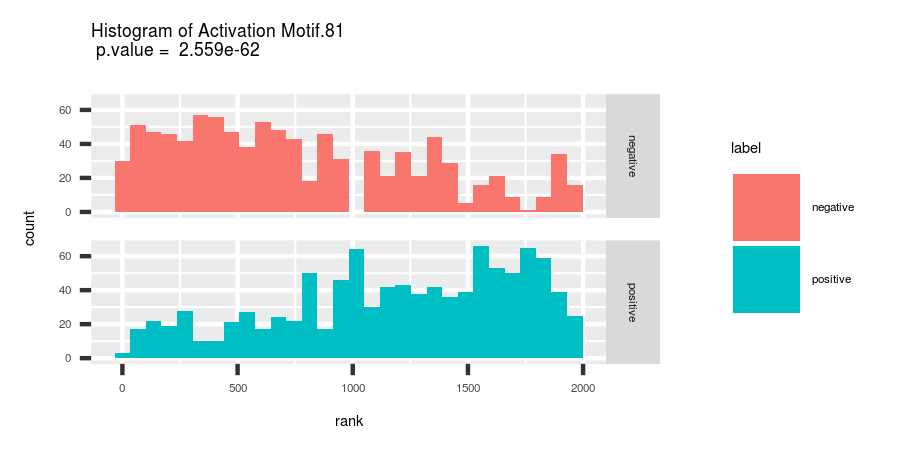 Histogram of Activation Motif.81
p.value = 2.559e-62
count
60
40
20
0
negative
60
40
20
0
positive
0 500 1000 1500 2000
rank
label
negative
positive